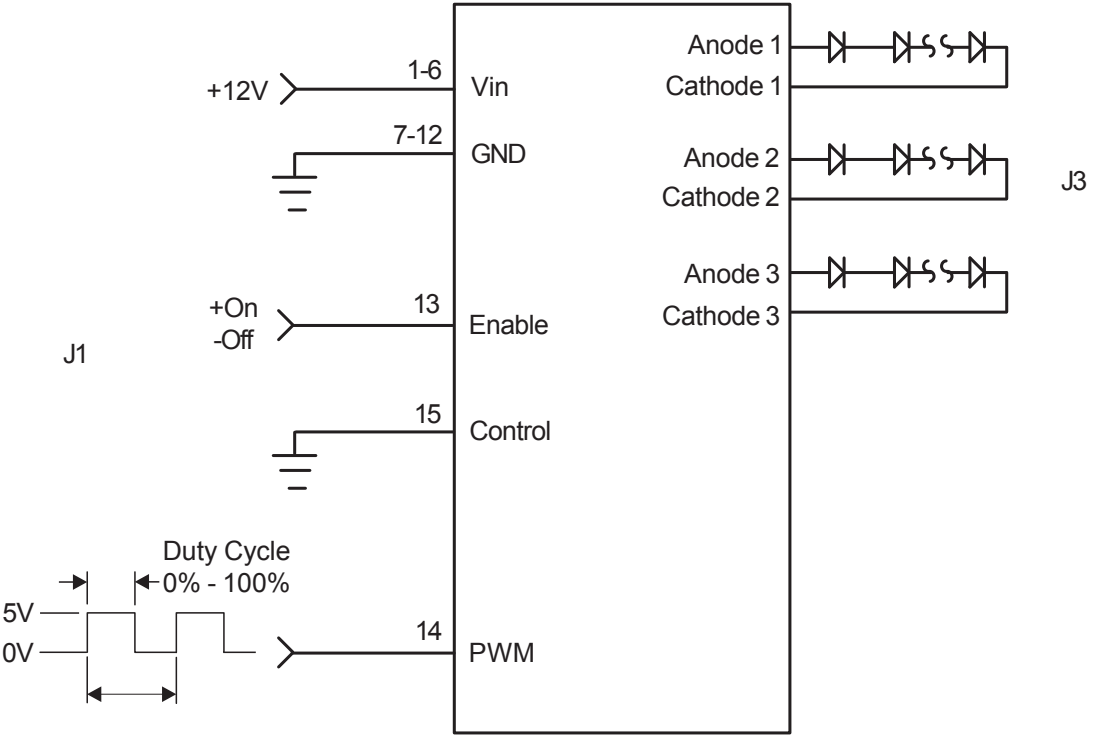 Anode 1
Cathode 1
Anode 2
Cathode 2
Anode 3
Cathode 3
J3
+12V
1-6
Vin
7-12
GND
+On
-Off
13
Enable
J1
15
Control
Duty Cycle
0% - 100%
5V
0V
14
PWM